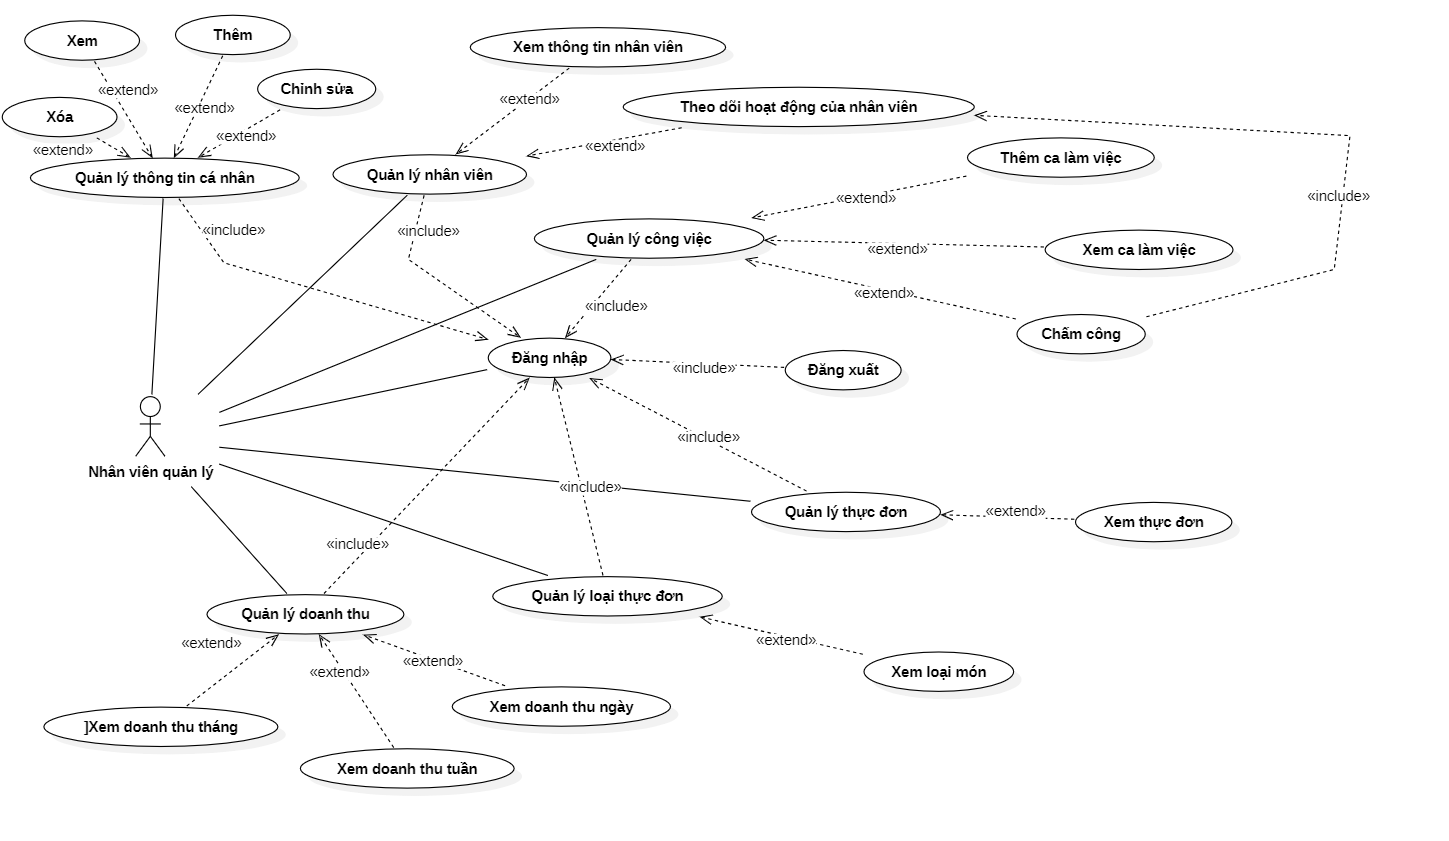 Xem
Thêm
Xem thông tin nhân viên
Chỉnh sửa
«extend»
«extend»
«extend»
Theo dõi hoạt động của nhân viên
Xóa
«extend»
«extend»
«extend»
Thêm ca làm việc
Quản lý thông tin cá nhân
Quản lý nhân viên
«extend»
«include»
«include»
«include»
Quản lý công việc
«extend»
Xem ca làm việc
«extend»
«include»
Chấm công
Đăng nhập
«include»
Đăng xuất
«include»
Nhân viên quản lý
«include»
Quản lý thực đơn
«extend»
Xem thực đơn
«include»
Quản lý loại thực đơn
Quản lý doanh thu
«extend»
«extend»
«extend»
«extend»
Xem loại món
Xem doanh thu ngày
]Xem doanh thu tháng
Xem doanh thu tuần